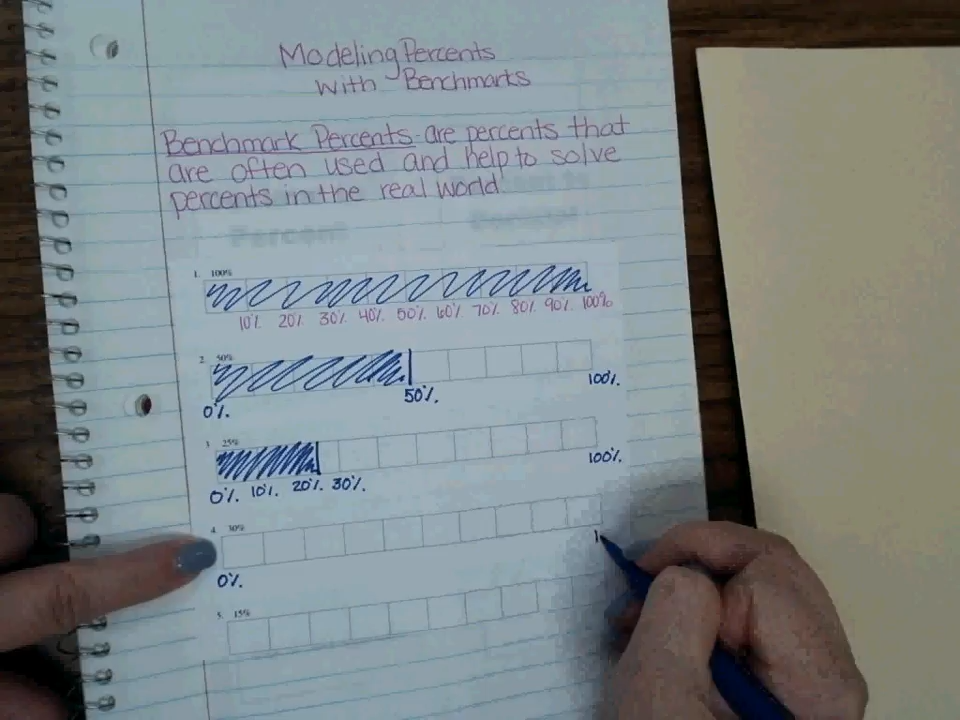 Modeling Percents
with Benchmarks
Benchmark Percents - are percents that
are often used and help to solve
percents in the real world.
Percent
1. 100%
10% 20% 30% 40% 50% 60% 70% 80% 90% 100%
2. 50%
0% 50% 100%
3. 25%
0% 10% 20% 30% 100%
4. 30%
0% 1
5. 15%